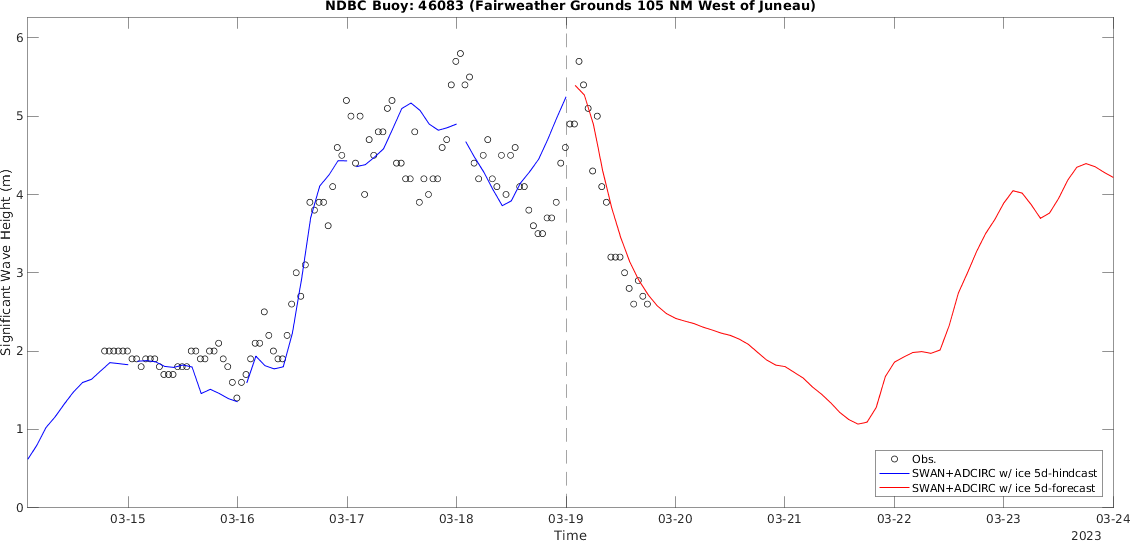 NDBC Buoy: 46083 (Fairweather Grounds 105 NM West of Juneau)
Significant Wave Height (m)
6
5
4
3
2
1
0
Obs.
SWAN+ADCIRC w/ ice 5d-hindcast
SWAN+ADCIRC w/ ice 5d-forecast
03-15 03-16 03-17 03-18 03-19 03-20 03-21 03-22 03-23 03-24
Time
2023